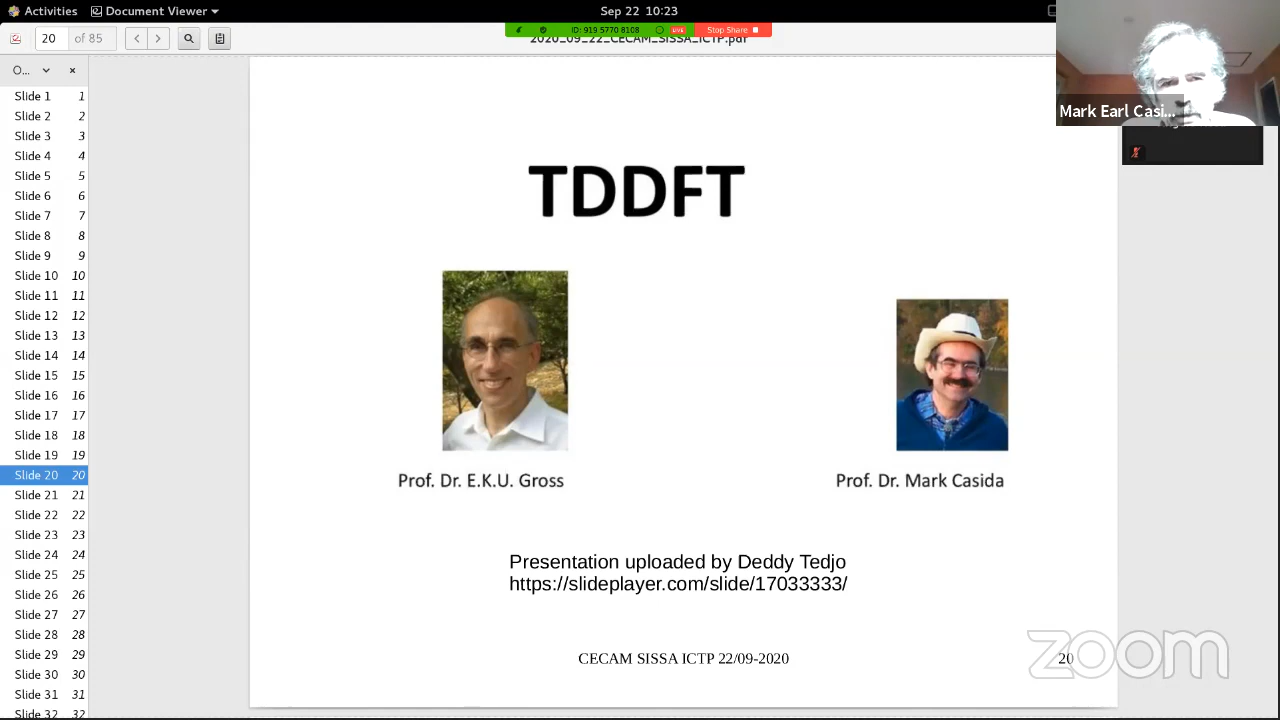 Activities
Document Viewer
Sep 22 10:23
20
of 85
ID: 919 5770 8108
LIVE
Stop Share
2020_09_22_CECAM_SISSA_ICTP.pdf
Mark Earl Casi...
O...
Slide 1 1
Slide 2 2
Slide 3 3
Slide 4 4
Slide 5 5
Slide 6 6
Slide 7 7
Slide 8 8
Slide 9 9
Slide 10 10
Slide 11 11
Slide 12 12
Slide 13 13
Slide 14 14
Slide 15 15
Slide 16 16
Slide 17 17
Slide 18 18
Slide 19 19
Slide 20 20
Slide 21 21
Slide 22 22
Slide 23 23
Slide 24 24
Slide 25 25
Slide 26 26
Slide 27 27
Slide 28 28
Slide 29 29
Slide 30 30
Slide 31 31
Slide 32 32
TDDFT
Prof. Dr. E.K.U. Gross
Prof. Dr. Mark Casida
Presentation uploaded by Deddy Tedjo
https://slideplayer.com/slide/17033333/
CECAM SISSA ICTP 22/09-2020
20
zoom